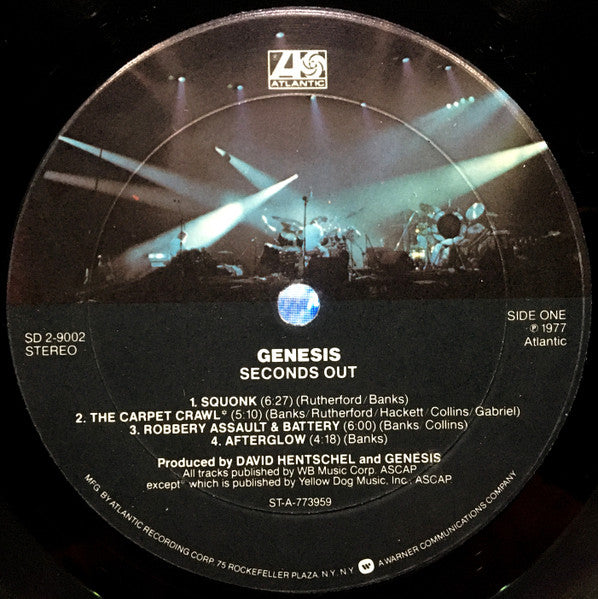 ATLANTIC
SD 2-9002
STEREO
SIDE ONE
℗ 1977
Atlantic
GENESIS
SECONDS OUT
1. SQUONK (6:27) (Rutherford/Banks)
2. THE CARPET CRAWL° (5:10) (Banks/Rutherford/Hackett/Collins/Gabriel)
3. ROBBERY ASSAULT & BATTERY (6:00) (Banks/Collins)
4. AFTERGLOW (4:18) (Banks)
Produced by DAVID HENTSCHEL and GENESIS
All tracks published by WB Music Corp. ASCAP
except° which is published by Yellow Dog Music, Inc. ASCAP
ST-A-773959
MFG. BY ATLANTIC RECORDING CORP. 75 ROCKEFELLER PLAZA, N.Y., N.Y. A WARNER COMMUNICATIONS COMPANY